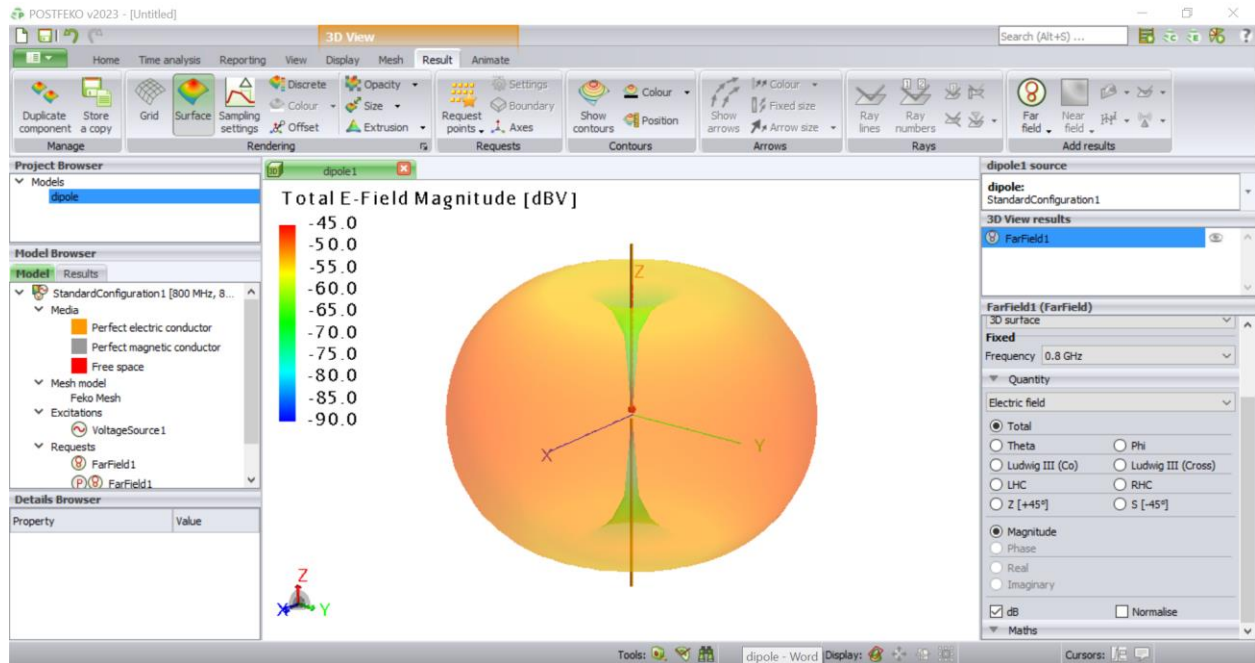 POSTFEKO v2023 - [Untitled]
3D View
Search (Alt+S) ...
Home Time analysis Reporting View Display Mesh Result Animate
Duplicate component
Store a copy
Manage
Grid
Surface
Sampling settings
Discrete
Colour
Offset
Opacity
Size
Extrusion
Rendering
Request points
Settings
Boundary
Axes
Requests
Show contours
Colour
Position
Contours
Show arrows
Colour
Fixed size
Arrow size
Arrows
Ray lines
Ray numbers
Rays
Far field
Near field
Add results
Project Browser
Models
dipole
Model Browser
Model Results
StandardConfiguration1 [800 MHz, 8...
Media
Perfect electric conductor
Perfect magnetic conductor
Free space
Mesh model
Feko Mesh
Excitations
VoltageSource1
Requests
FarField1
(P) FarField1
Details Browser
Property Value
3D dipole1
Total E-Field Magnitude [dBV]
-45.0
-50.0
-55.0
-60.0
-65.0
-70.0
-75.0
-80.0
-85.0
-90.0
Z
X
Y
Z
X Y
dipole1 source
dipole:
StandardConfiguration1
3D View results
FarField1
FarField1 (FarField)
3D surface
Fixed
Frequency 0.8 GHz
Quantity
Electric field
Total
Theta Phi
Ludwig III (Co) Ludwig III (Cross)
LHC RHC
Z [+45°] S [-45°]
Magnitude
Phase
Real
Imaginary
dB Normalise
Maths
Tools: dipole - Word Display: Cursors: